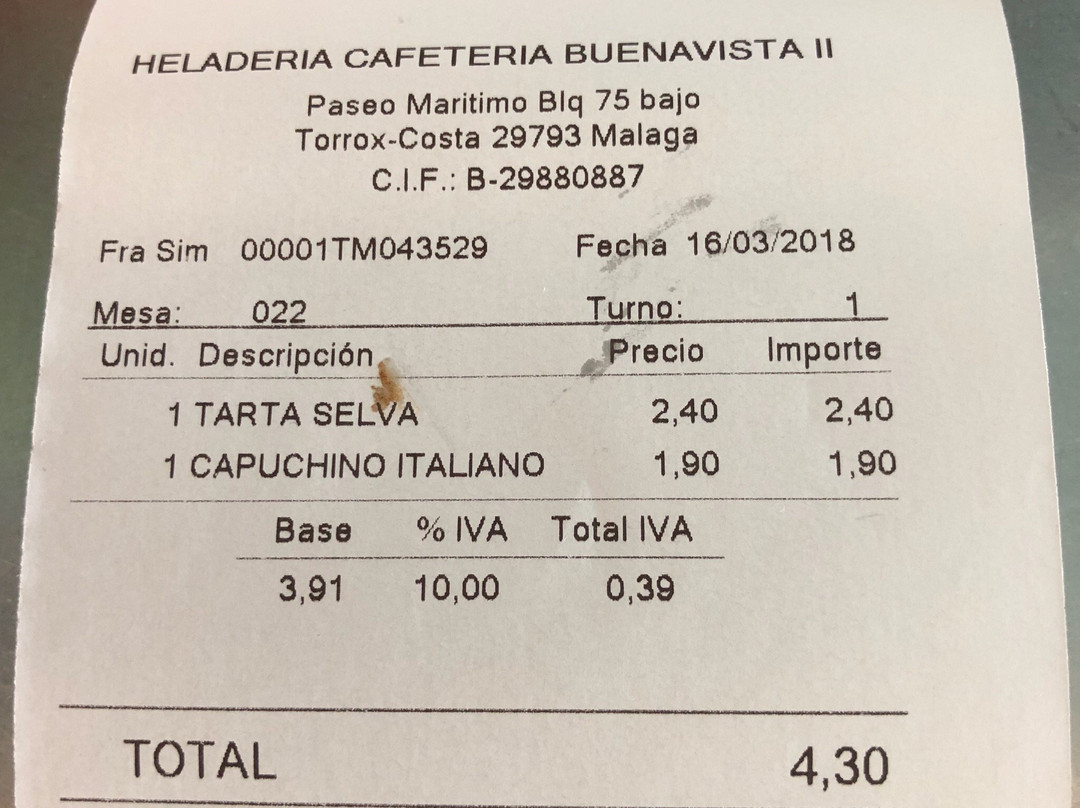 HELADERIA CAFETERIA BUENAVISTA II
Paseo Maritimo Blq 75 bajo
Torrox-Costa 29793 Malaga
C.I.F.: B-29880887
Fra Sim 00001TM043529 Fecha 16/03/2018
Mesa: 022 Turno: 1
Unid. Descripción Precio Importe
1 TARTA SELVA 2,40 2,40
1 CAPUCHINO ITALIANO 1,90 1,90
Base % IVA Total IVA
3,91 10,00 0,39
TOTAL 4,30